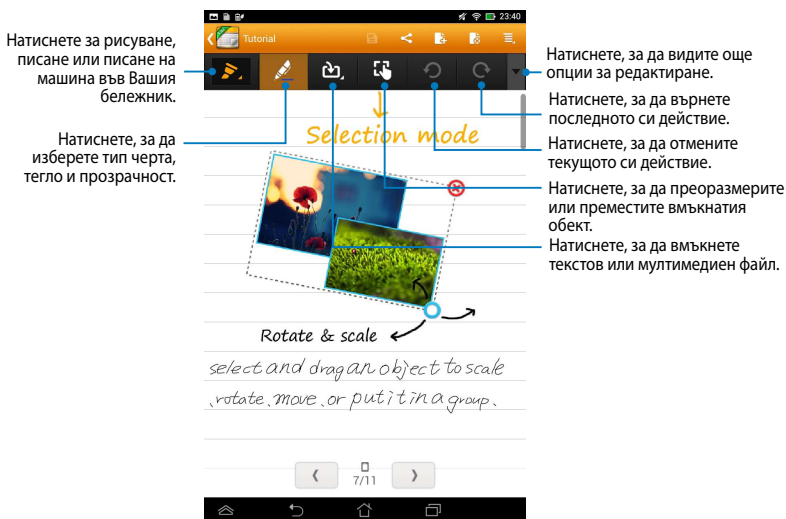 23:40
Tutorial
Натиснете за рисуване,
писане или писане на
машина във Вашия
бележник.
Натиснете, за да
изберете тип черта,
тегло и прозрачност.
Натиснете, за да видите още
опции за редактиране.
Натиснете, за да върнете
последното си действие.
Натиснете, за да отмените
текущото си действие.
Натиснете, за да преоразмерите
или преместите вмъкнатия
обект.
Натиснете, за да вмъкнете
текстов или мултимедиен файл.
Selection mode
Rotate & scale
select and drag an object to scale
,rotate, move, or put it in a group.
7/11